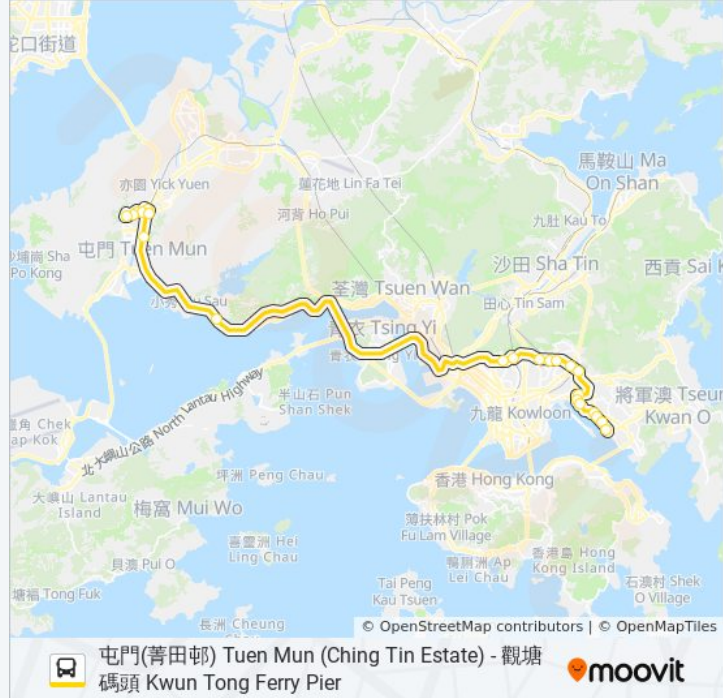 蛇口街道
馬鞍山 Ma
On Shan
亦園 Yick Yuen
蓮花地 Lin Fa Tei
河背 Ho Pui
九肚 Kau To
屯門 Tuen Mun
沙田 Sha Tin
西貢 Sai K
埔崗 Sha
Po Kong
荃灣 Tsuen Wan
田心 Tin Sam
Sau
青衣 Tsing Yi
North Lantau Highway
北大嶼山公路
半山石 Pun
Shan Shek
將軍澳 Tseun
Kwan O
九龍 Kowloon
角 Chek
ap Kok
坪洲 Peng Chau
香港 Hong Kong
大嶼山 Lantau
Island
梅窩 Mui Wo
薄扶林村 Pok
Fu Lam Village
喜靈洲 Hei
Ling Chau
鴨脷洲 Ap
Lei Chau
香港島 Hong
Kong Island
貝澳 Pui O
塘福 Tong Fuk
Tai Peng
Kau Tsuen
石澳村 Shek
O Village
長洲 Cheung
Chau
© OpenStreetMap contributors | © OpenMapTiles
屯門(菁田邨) Tuen Mun (Ching Tin Estate) - 觀塘
碼頭 Kwun Tong Ferry Pier
moovit